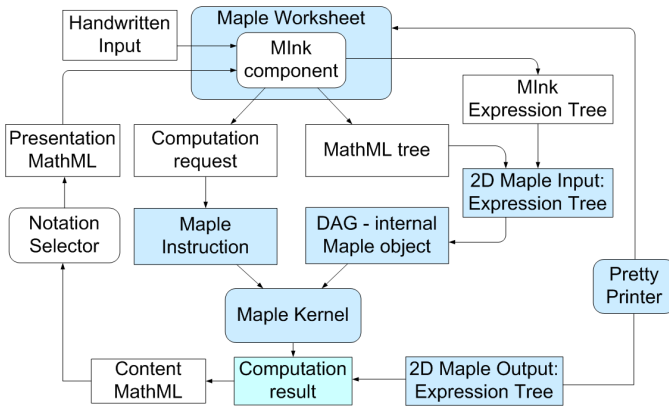 Handwritten
Input
Maple Worksheet
MInk
component
MInk
Expression Tree
Presentation
MathML
Computation
request
MathML tree
2D Maple Input:
Expression Tree
Notation
Selector
Maple
Instruction
DAG - internal
Maple object
Pretty
Printer
Maple Kernel
Content
MathML
Computation
result
2D Maple Output:
Expression Tree